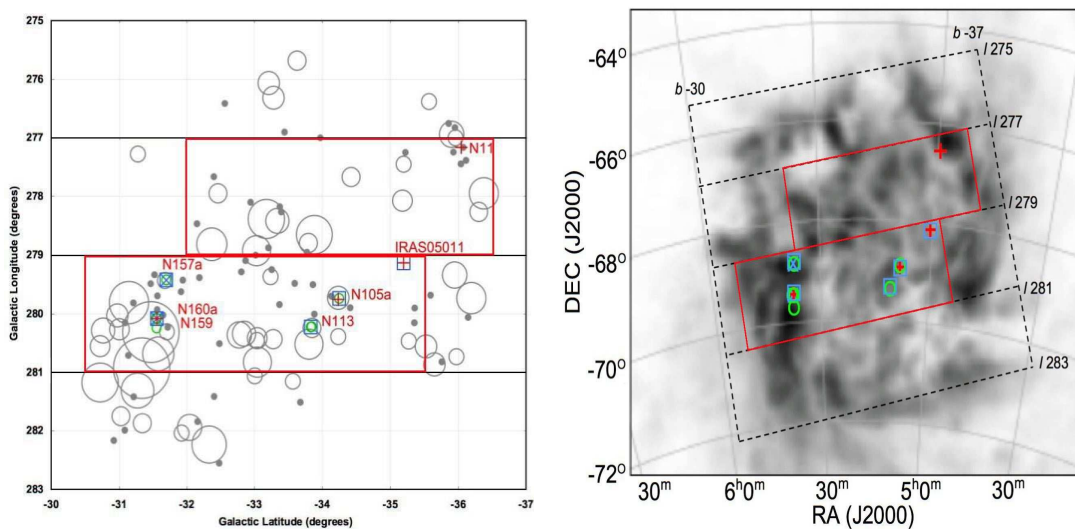 275
276
277
278
279
280
281
282
283
-30
-31
-32
-33
-34
-35
-36
-37
Galactic Longitude (degrees)
Galactic Latitude (degrees)
N11
IRAS05011
N157a
N105a
N160a
N159
N113
-64°
-66°
-68°
-70°
-72°
DEC (J2000)
b -37
l 275
b -30
l 277
l 279
l 281
l 283
30m
6h0m
30m
5h0m
30m
RA (J2000)